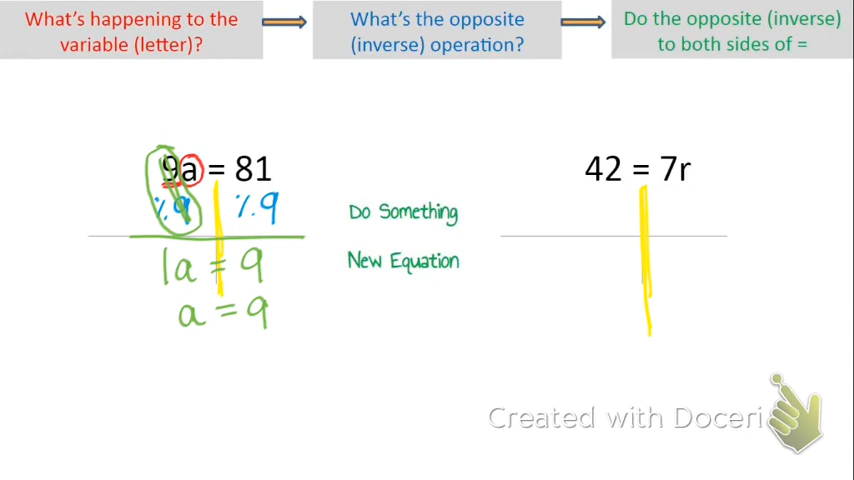 What's happening to the
variable (letter)?
What's the opposite
(inverse) operation?
Do the opposite (inverse)
to both sides of =
9a = 81
42 = 7r
% 9 % 9
Do Something
1a = 9
New Equation
a = 9
Created with Doceri